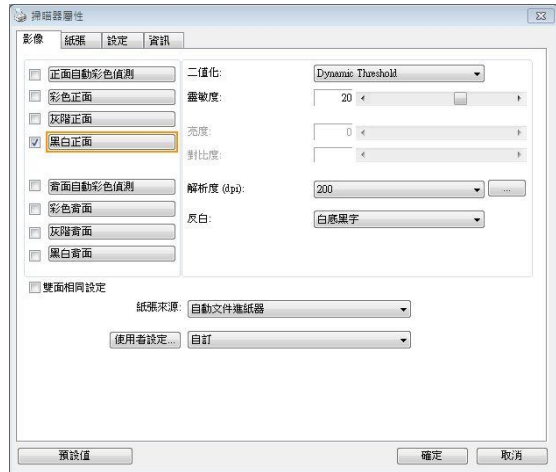 掃瞄器屬性
影像 紙張 設定 資訊
正面自動彩色偵測
彩色正面
灰階正面
黑白正面
背面自動彩色偵測
彩色背面
灰階背面
黑白背面
二值化: Dynamic Threshold
靈敏度: 20
亮度: 0
對比度:
解析度 (dpi): 200 ...
反白: 白底黑字
雙面相同設定
紙張來源: 自動文件進紙器
使用者設定... 自訂
預設值 確定 取消